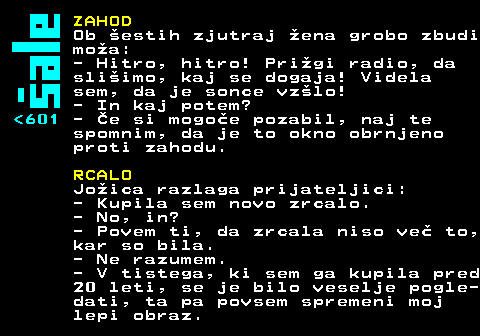 Šale
<601
ZAHOD
Ob šestih zjutraj žena grobo zbudi
moža:
- Hitro, hitro! Prižgi radio, da
slišimo, kaj se dogaja! Videla
sem, da je sonce vzšlo!
- In kaj potem?
- Če si mogoče pozabil, naj te
spomnim, da je to okno obrnjeno
proti zahodu.
RCALO
Jožica razlaga prijateljici:
- Kupila sem novo zrcalo.
- No, in?
- Povem ti, da zrcala niso več to,
kar so bila.
- Ne razumem.
- V tistega, ki sem ga kupila pred
20 leti, se je bilo veselje pogle-
dati, ta pa povsem spremeni moj
lepi obraz.